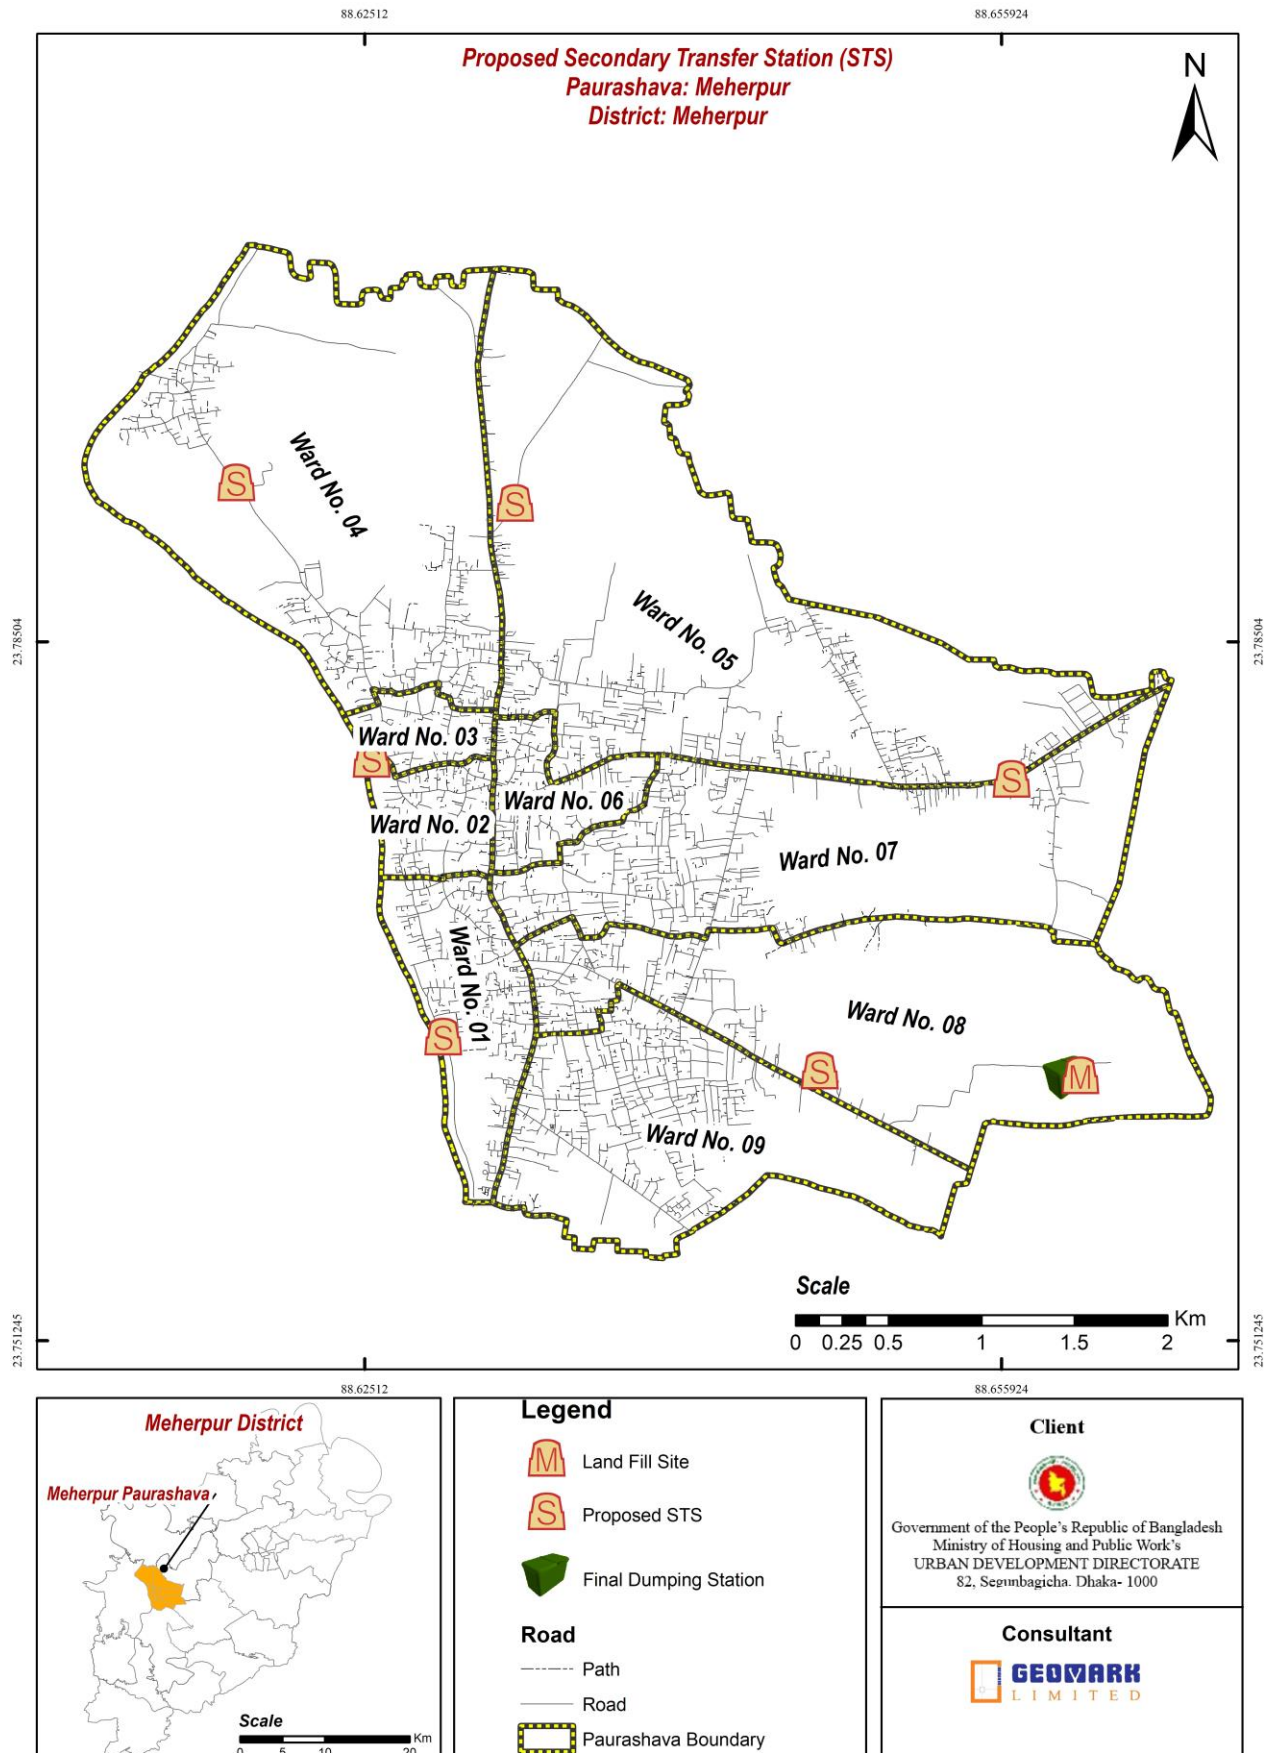 88.62512
88.655924
Proposed Secondary Transfer Station (STS)
Paurashava: Meherpur
District: Meherpur
N
Ward No. 04
S
S
23.78504
23.78504
Ward No. 05
Ward No. 03
S
S
Ward No. 06
Ward No. 02
Ward No. 07
Ward No. 01
S
Ward No. 08
S
M
Ward No. 09
Scale
Km
0 0.25 0.5 1 1.5 2
23.751245
23.751245
88.62512
88.655924
Meherpur District
Meherpur Paurashava
Scale
Km
0 5 10 20
Legend
M Land Fill Site
S Proposed STS
Final Dumping Station
Road
Path
Road
Paurashava Boundary
Client
Government of the People's Republic of Bangladesh
Ministry of Housing and Public Work's
URBAN DEVELOPMENT DIRECTORATE
82, Segunbagicha. Dhaka- 1000
Consultant
GEOMARK
LIMITED